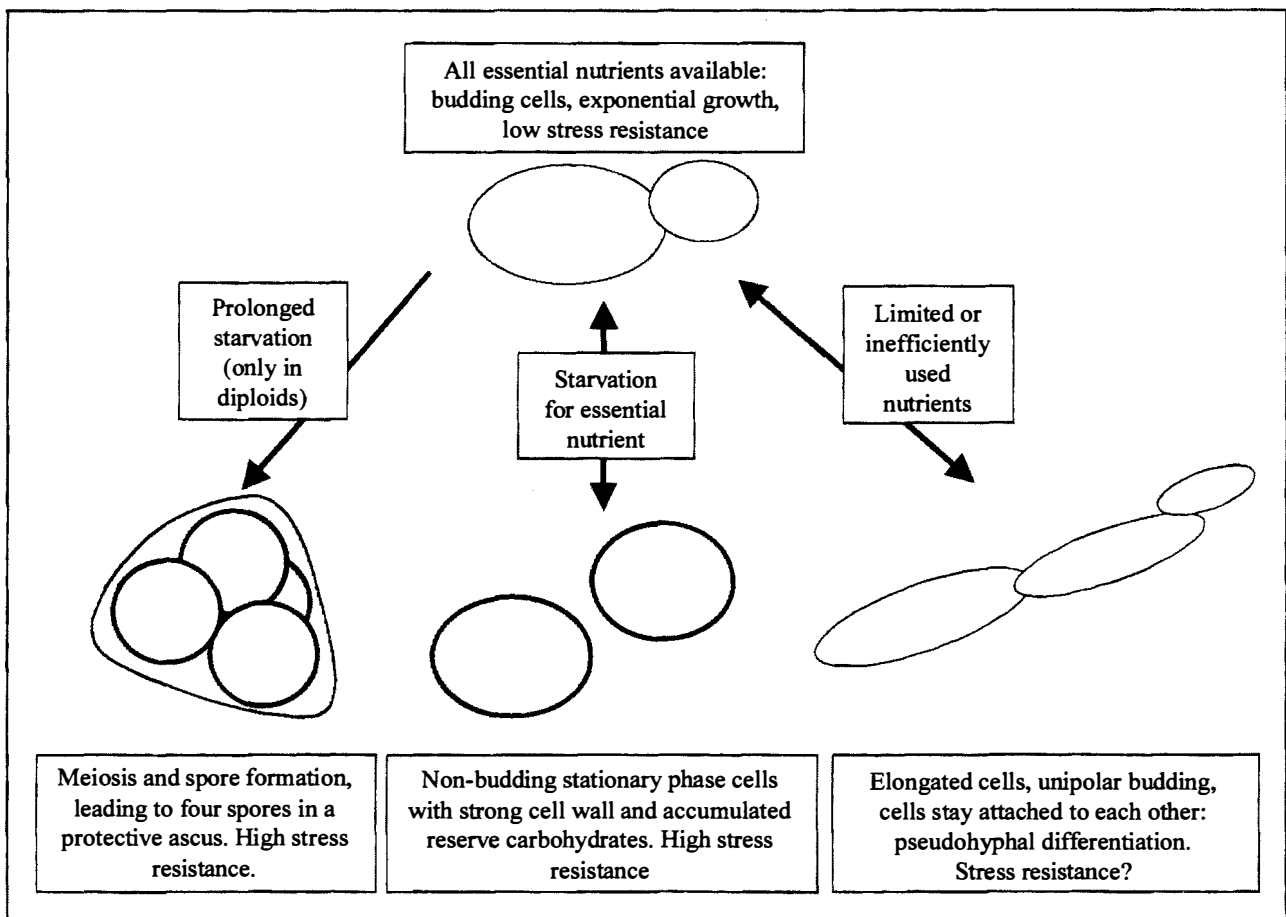 All essential nutrients available:
budding cells, exponential growth,
low stress resistance
Prolonged
starvation
(only in
diploids)
Starvation
for essential
nutrient
Limited or
inefficiently
used
nutrients
Meiosis and spore formation,
leading to four spores in a
protective ascus. High stress
resistance.
Non-budding stationary phase cells
with strong cell wall and accumulated
reserve carbohydrates. High stress
resistance
Elongated cells, unipolar budding,
cells stay attached to each other:
pseudohyphal differentiation.
Stress resistance?